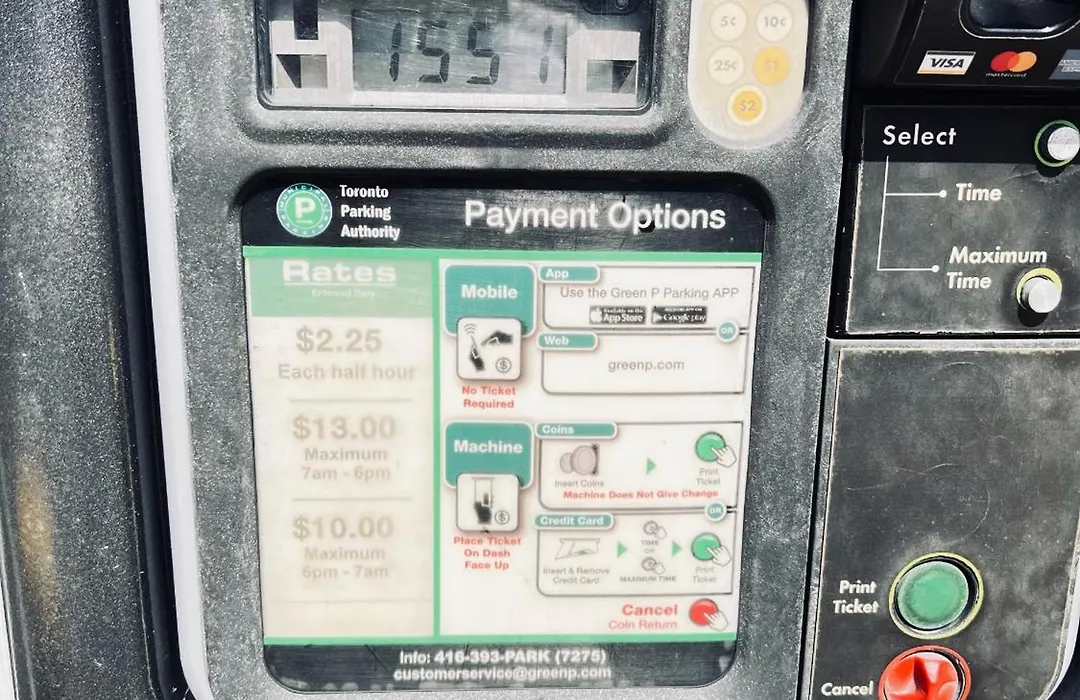 1551
5¢ 10¢
25¢ $1
$2
VISA
mastercard
Select
Time
Maximum
Time
Toronto
Parking
Authority
P
Payment Options
Rates
$2.25
Each half hour
$13.00
Maximum
7am - 6pm
$10.00
Maximum
6pm - 7am
Mobile
No Ticket
Required
App
Use the Green P Parking APP
App Store
Google play
OR
Web
greenp.com
Machine
Place Ticket
On Dash
Face Up
Coins
Insert Coins
Print
Ticket
Machine Does Not Give Change
OR
Credit Card
Insert & Remove
Credit Card
TIME
OR
MAXIMUM TIME
Print
Ticket
Cancel
Coin Return
Info: 416-393-PARK (7275)
customerservice@greenp.com
Print
Ticket
Cancel